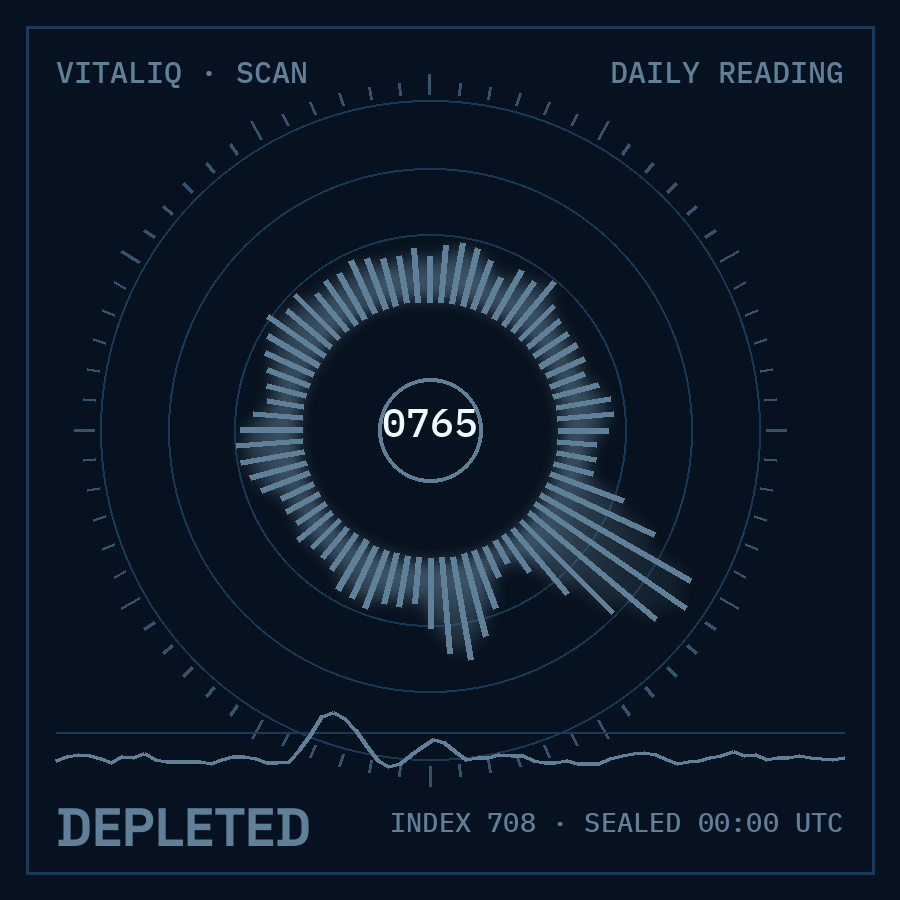 VITALIQ · SCAN
DAILY READING
0765
DEPLETED
INDEX 708 · SEALED 00:00 UTC